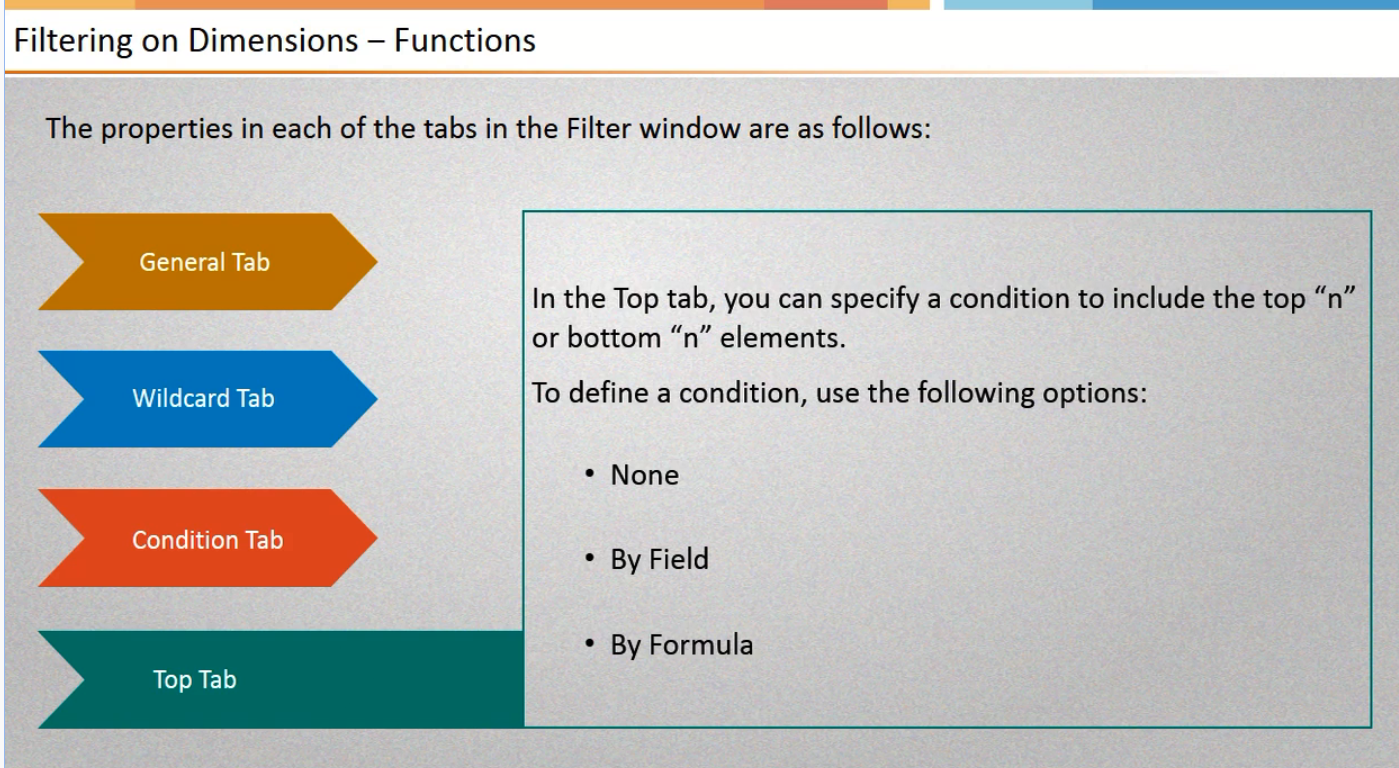 Filtering on Dimensions – Functions
The properties in each of the tabs in the Filter window are as follows:
General Tab
Wildcard Tab
Condition Tab
Top Tab
In the Top tab, you can specify a condition to include the top “n”
or bottom “n” elements.
To define a condition, use the following options:
• None
• By Field
• By Formula